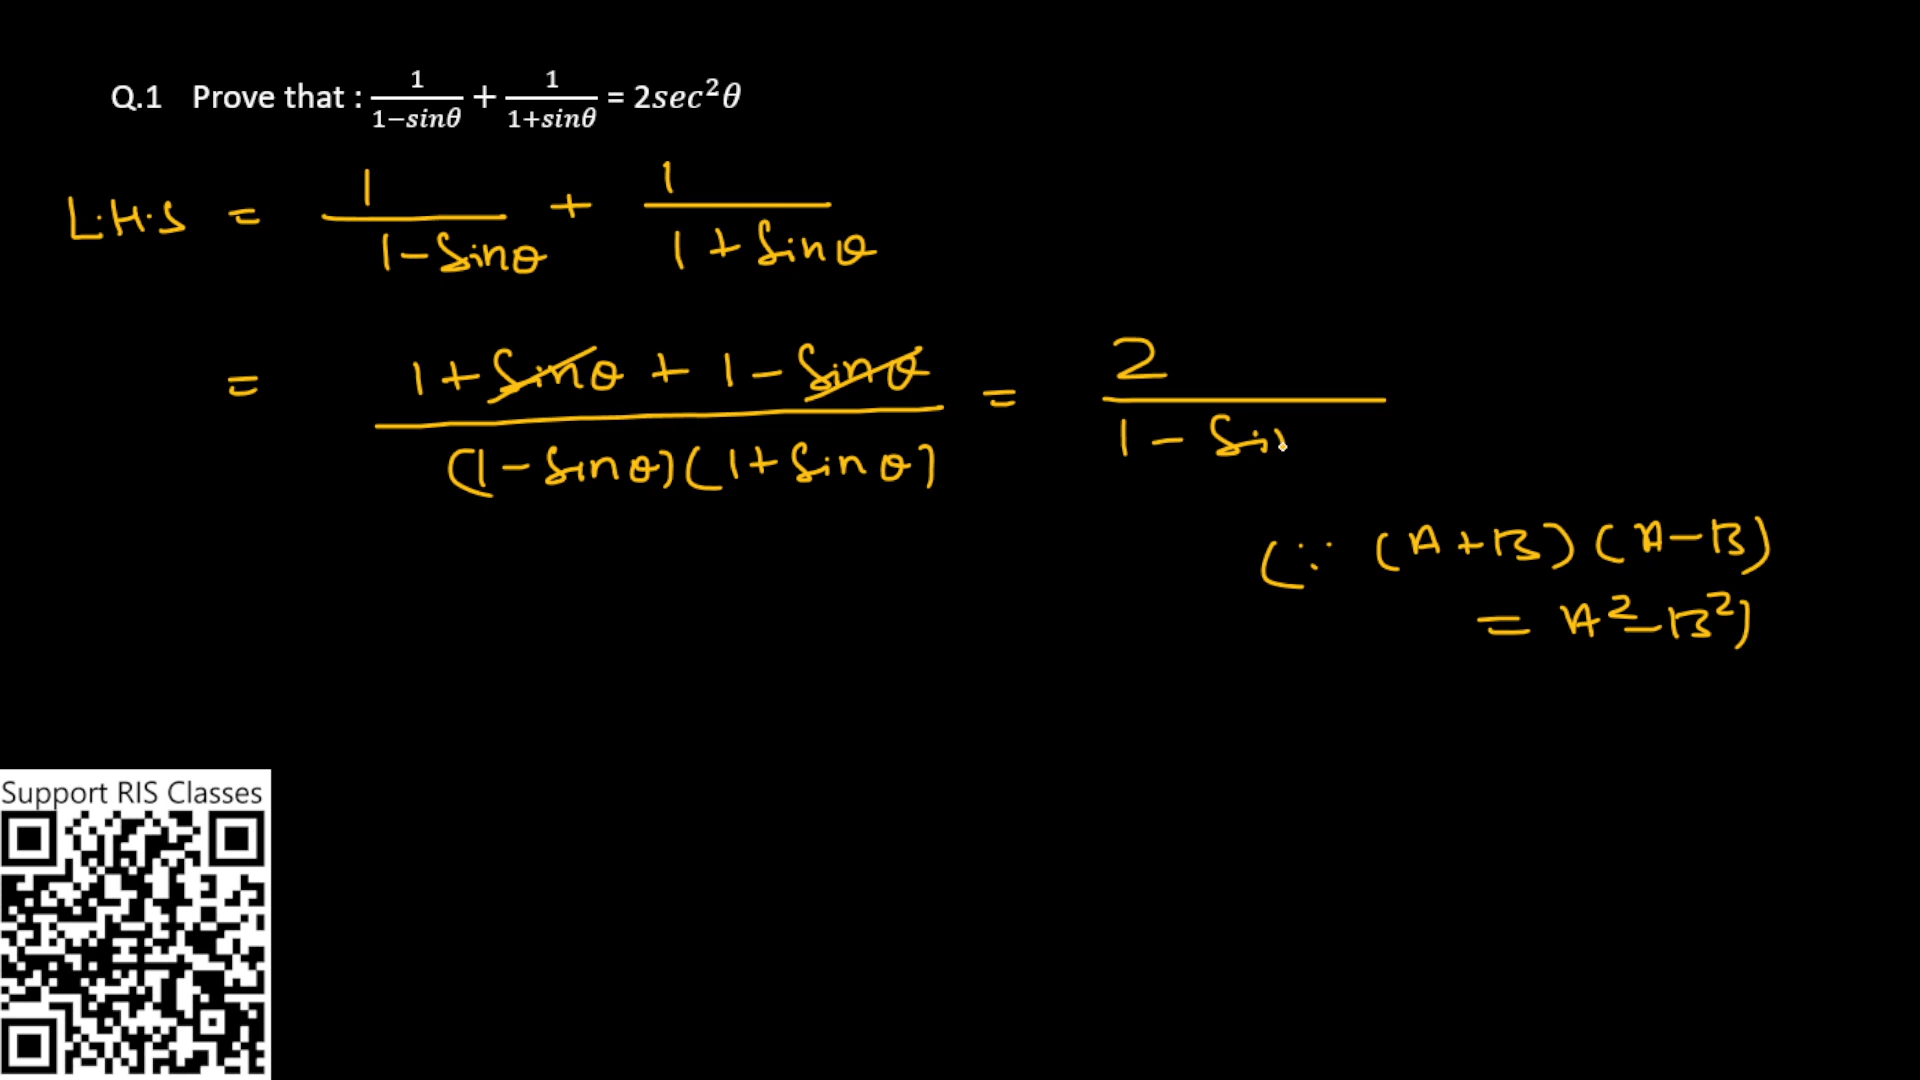 Q.1 Prove that : 1/(1−sinθ) + 1/(1+sinθ) = 2sec²θ
L.H.S = 1/(1-Sinθ) + 1/(1+Sinθ)
= (1+Sinθ + 1-Sinθ)/((1-Sinθ)(1+Sinθ)) = 2/(1-Sin
(∵ (A+B)(A-B)
= A²-B²)
Support RIS Classes